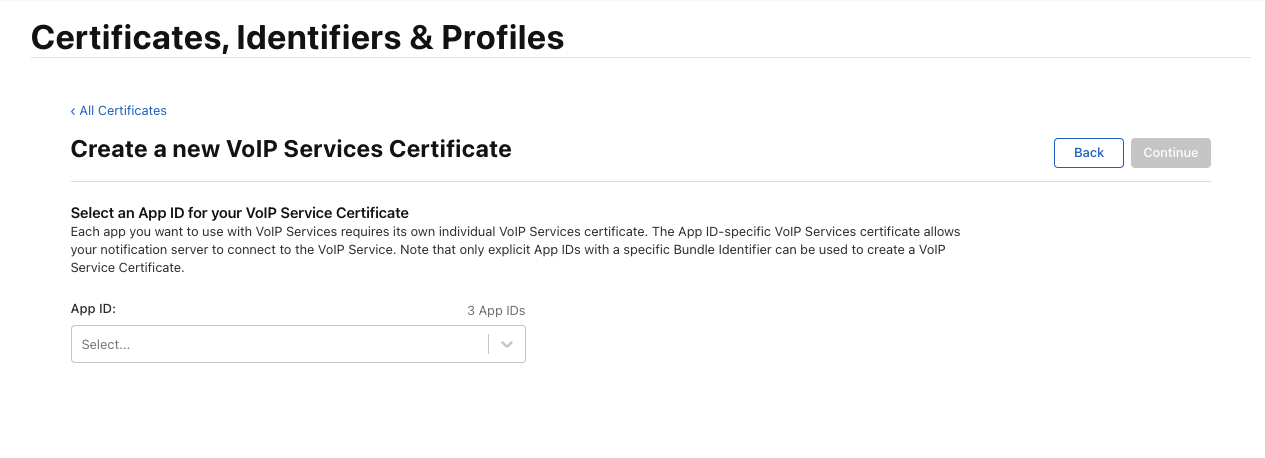 Certificates, Identifiers & Profiles
‹ All Certificates
Create a new VoIP Services Certificate
Back
Continue
Select an App ID for your VoIP Service Certificate
Each app you want to use with VoIP Services requires its own individual VoIP Services certificate. The App ID-specific VoIP Services certificate allows
your notification server to connect to the VoIP Service. Note that only explicit App IDs with a specific Bundle Identifier can be used to create a VoIP
Service Certificate.
App ID:
3 App IDs
Select...